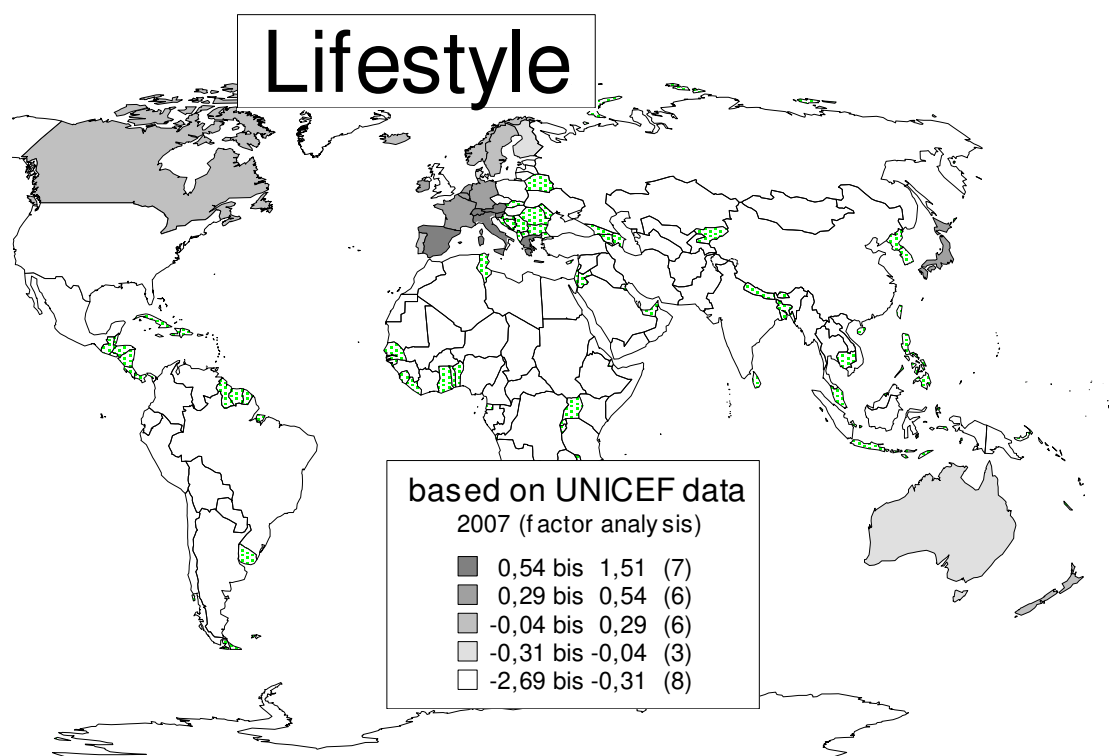 Lifestyle
based on UNICEF data
2007 (factor analysis)
0,54 bis 1,51 (7)
0,29 bis 0,54 (6)
-0,04 bis 0,29 (6)
-0,31 bis -0,04 (3)
-2,69 bis -0,31 (8)